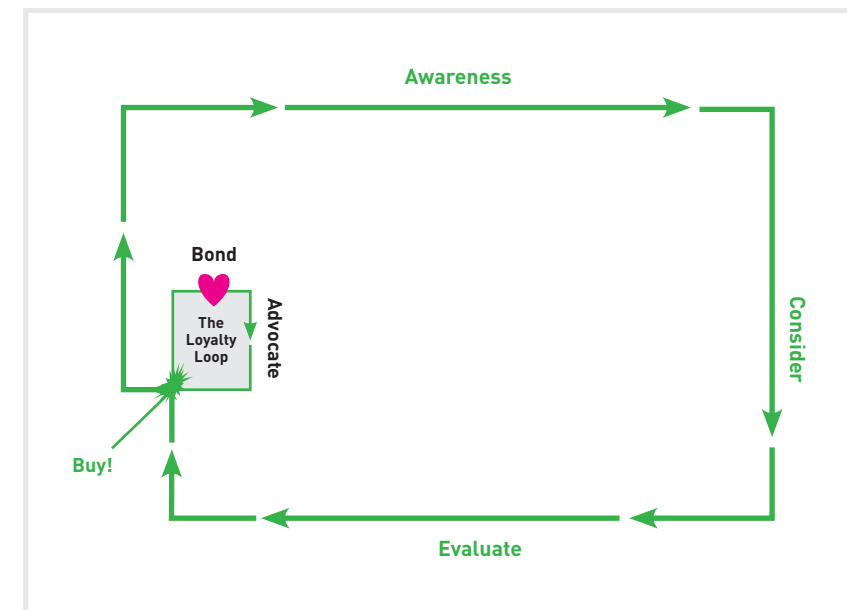 Awareness
Bond
The
Loyalty
Loop
Advocate
Consider
Buy!
Evaluate